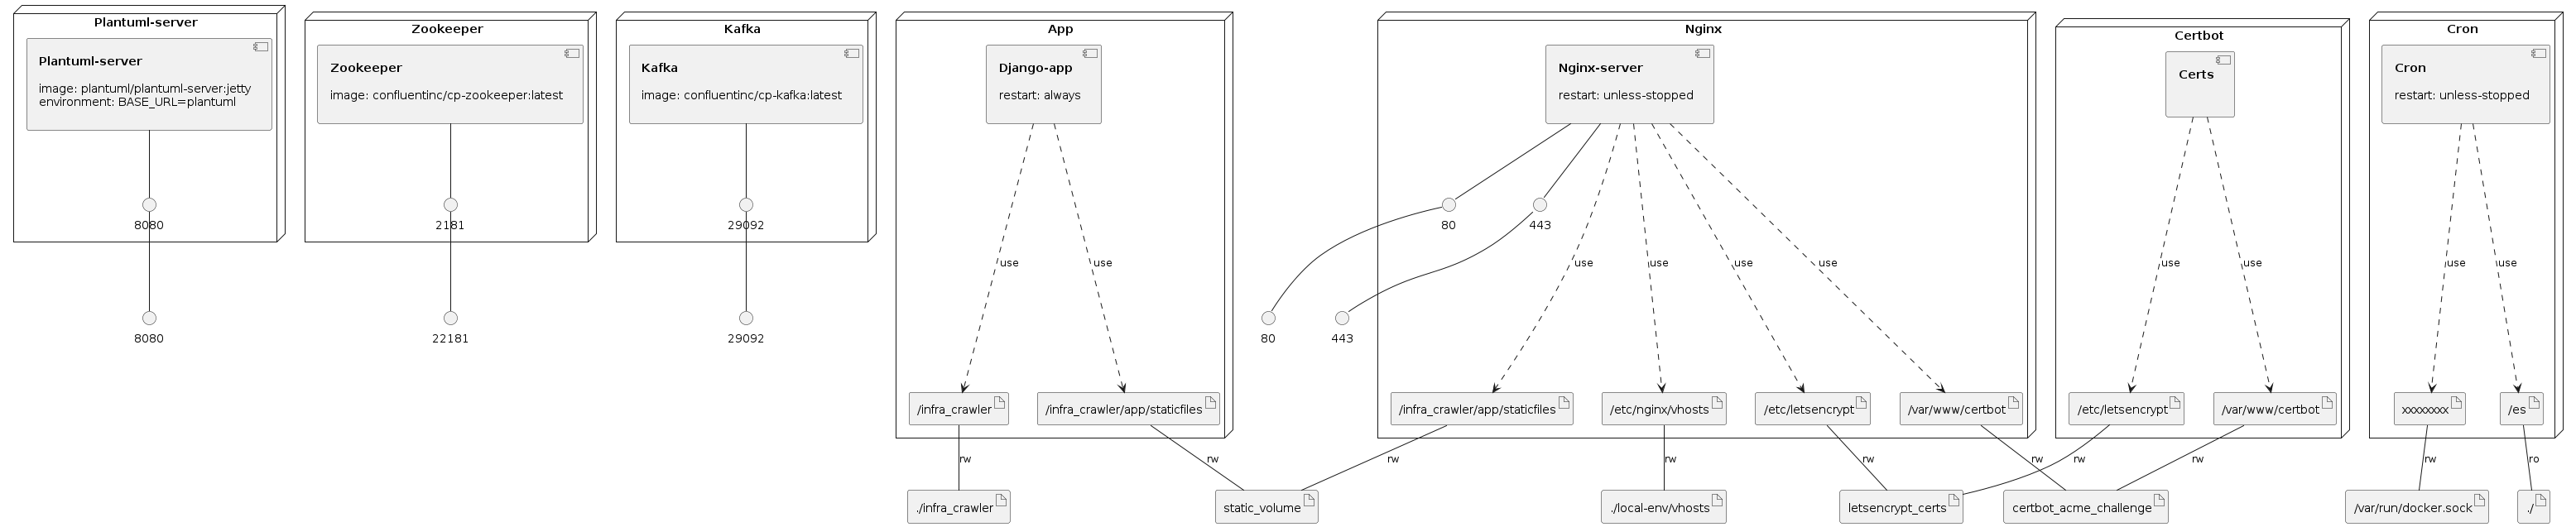 Plantuml-server
Plantuml-server
image: plantuml/plantuml-server:jetty
environment: BASE_URL=plantuml
8080
8080
Zookeeper
Zookeeper
image: confluentinc/cp-zookeeper:latest
2181
22181
Kafka
Kafka
image: confluentinc/cp-kafka:latest
29092
29092
App
Django-app
restart: always
use
use
/infra_crawler
/infra_crawler/app/staticfiles
rw
rw
./infra_crawler
static_volume
Nginx
Nginx-server
restart: unless-stopped
80
443
80
443
use
use
use
use
/infra_crawler/app/staticfiles
/etc/nginx/vhosts
/etc/letsencrypt
/var/www/certbot
rw
rw
rw
rw
./local-env/vhosts
letsencrypt_certs
certbot_acme_challenge
Certbot
Certs
use
use
/etc/letsencrypt
/var/www/certbot
rw
rw
Cron
Cron
restart: unless-stopped
use
use
xxxxxxxx
/es
rw
ro
/var/run/docker.sock
./